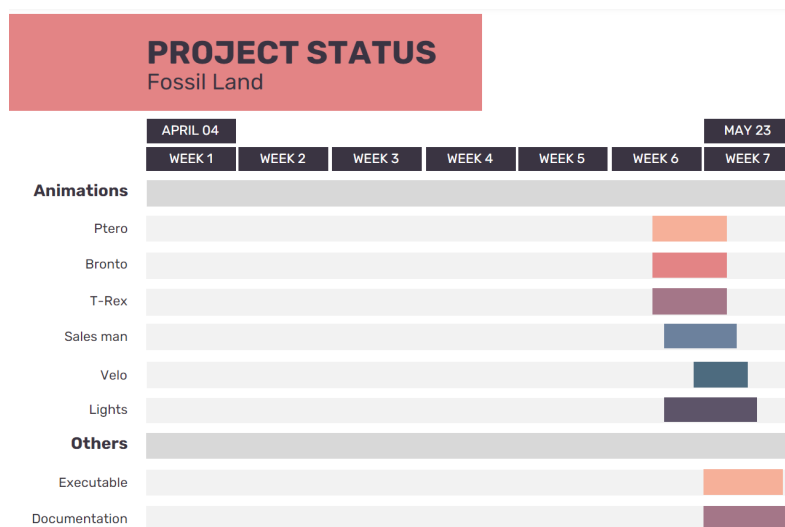 PROJECT STATUS
Fossil Land
APRIL 04 MAY 23
WEEK 1 WEEK 2 WEEK 3 WEEK 4 WEEK 5 WEEK 6 WEEK 7
Animations
Ptero
Bronto
T-Rex
Sales man
Velo
Lights
Others
Executable
Documentation